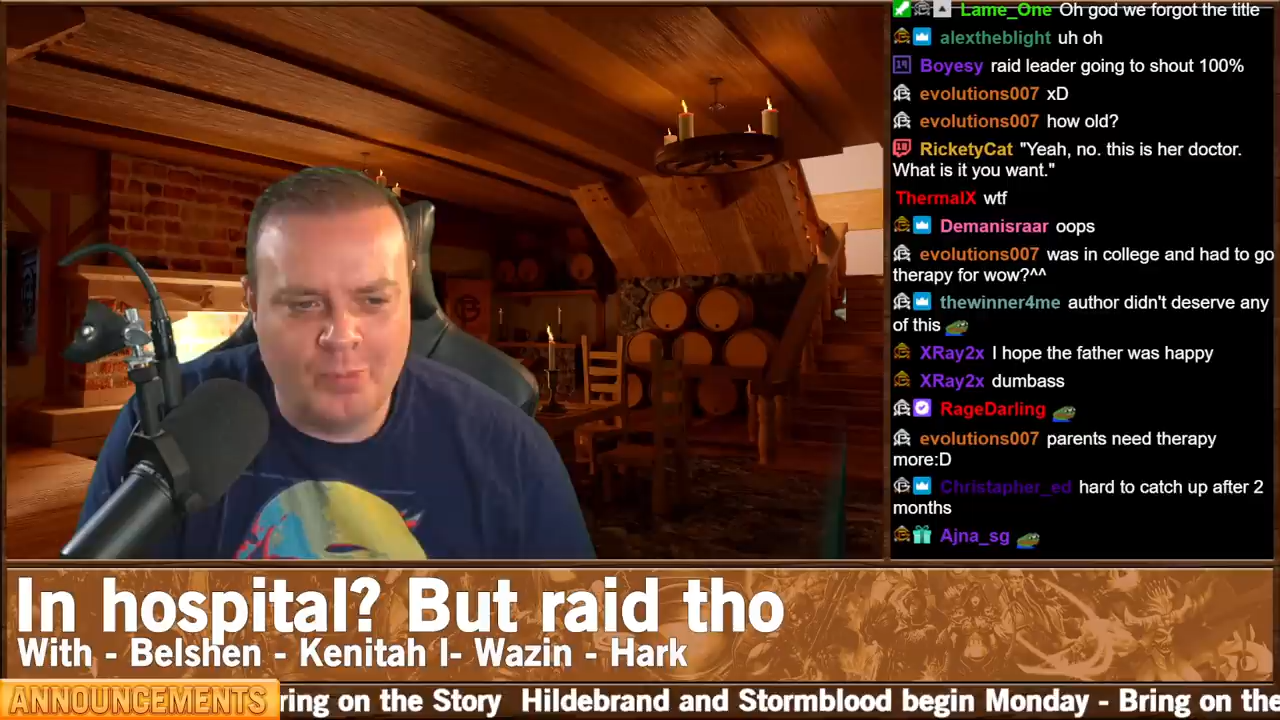 Lame_One Oh god we forgot the title
alextheblight uh oh
Boyesy raid leader going to shout 100%
evolutions007 xD
evolutions007 how old?
RicketyCat "Yeah, no. this is her doctor.
What is it you want."
ThermalX wtf
Demanisraar oops
evolutions007 was in college and had to go
therapy for wow?^^
thewinner4me author didn't deserve any
of this
XRay2x I hope the father was happy
XRay2x dumbass
RageDarling
evolutions007 parents need therapy
more:D
Christapher_ed hard to catch up after 2
months
Ajna_sg
In hospital? But raid tho
With - Belshen - Kenitah I- Wazin - Hark
ANNOUNCEMENTS ring on the Story Hildebrand and Stormblood begin Monday - Bring on the